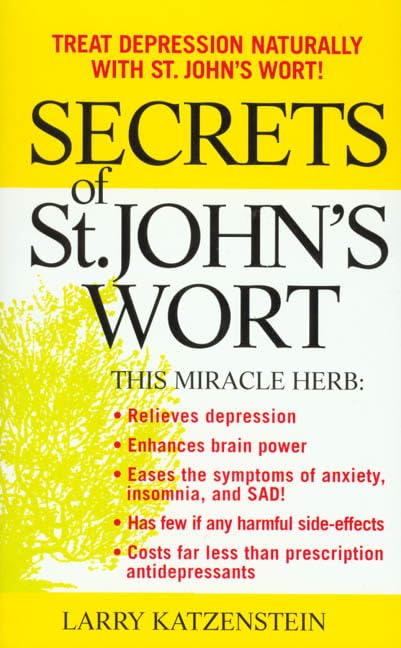 TREAT DEPRESSION NATURALLY
WITH ST. JOHN'S WORT!
SECRETS
of
St. JOHN'S
WORT
THIS MIRACLE HERB:
• Relieves depression
• Enhances brain power
• Eases the symptoms of anxiety,
insomnia, and SAD!
• Has few if any harmful side-effects
• Costs far less than prescription
antidepressants
LARRY KATZENSTEIN